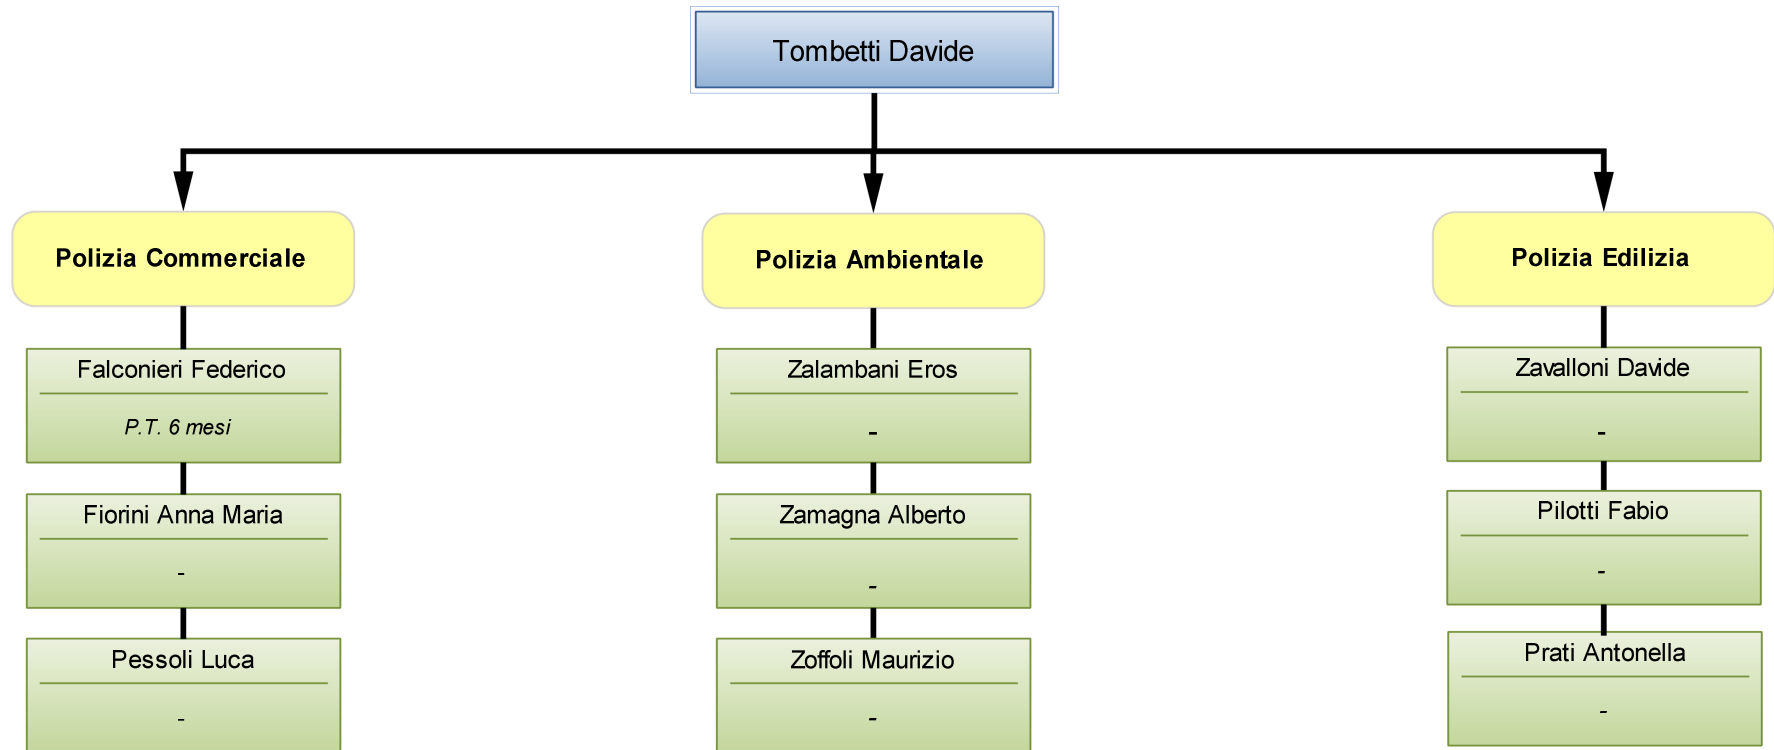 Tombetti Davide
Polizia Commerciale
Falconieri Federico
P.T. 6 mesi
Fiorini Anna Maria
-
Pessoli Luca
-
Polizia Ambientale
Zalambani Eros
-
Zamagna Alberto
-
Zoffoli Maurizio
-
Polizia Edilizia
Zavalloni Davide
-
Pilotti Fabio
-
Prati Antonella
-